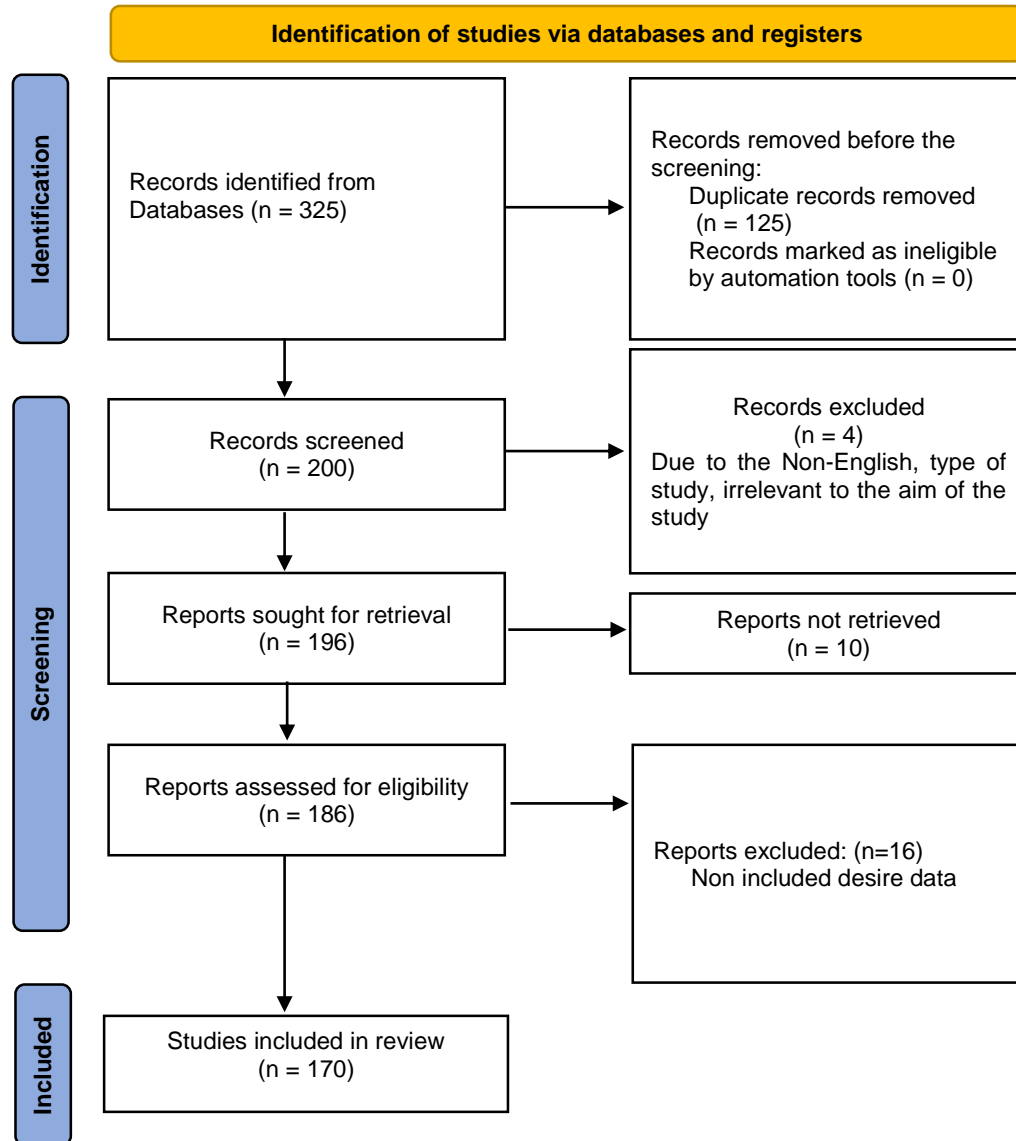 Identification of studies via databases and registers
Identification
Records identified from
Databases (n = 325)
Records removed before the
screening:
Duplicate records removed
(n = 125)
Records marked as ineligible
by automation tools (n = 0)
Screening
Records screened
(n = 200)
Records excluded
(n = 4)
Due to the Non-English, type of
study, irrelevant to the aim of the
study
Reports sought for retrieval
(n = 196)
Reports not retrieved
(n = 10)
Reports assessed for eligibility
(n = 186)
Reports excluded: (n=16)
Non included desire data
Included
Studies included in review
(n = 170)